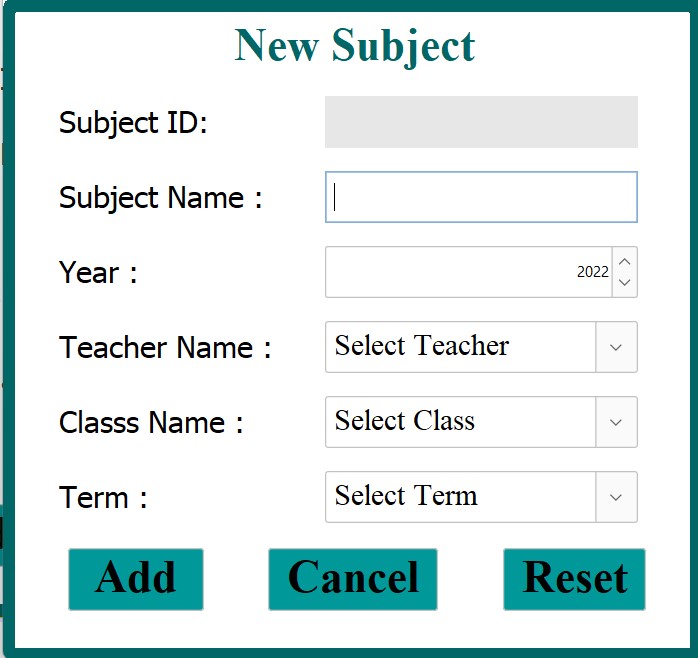 New Subject
Subject ID:
Subject Name :
Year : 2022
Teacher Name : Select Teacher
Classs Name : Select Class
Term : Select Term
Add Cancel Reset